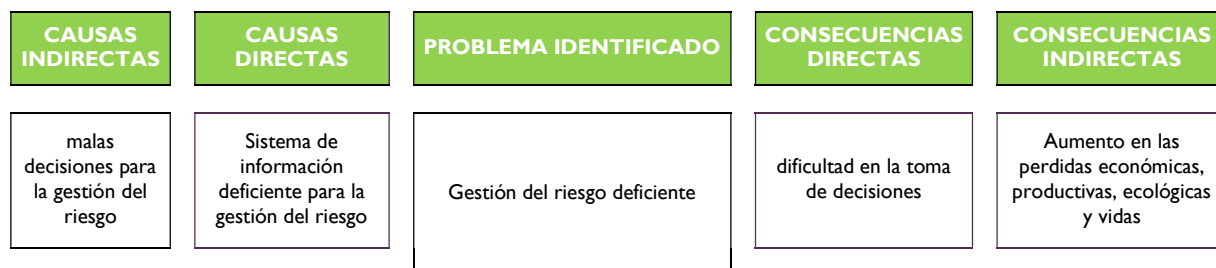 CAUSAS
INDIRECTAS
CAUSAS
DIRECTAS
PROBLEMA IDENTIFICADO
CONSECUENCIAS
DIRECTAS
CONSECUENCIAS
INDIRECTAS
malas
decisiones para
la gestión del
riesgo
Sistema de
información
deficiente para la
gestión del riesgo
Gestión del riesgo deficiente
dificultad en la toma
de decisiones
Aumento en las
perdidas económicas,
productivas, ecológicas
y vidas